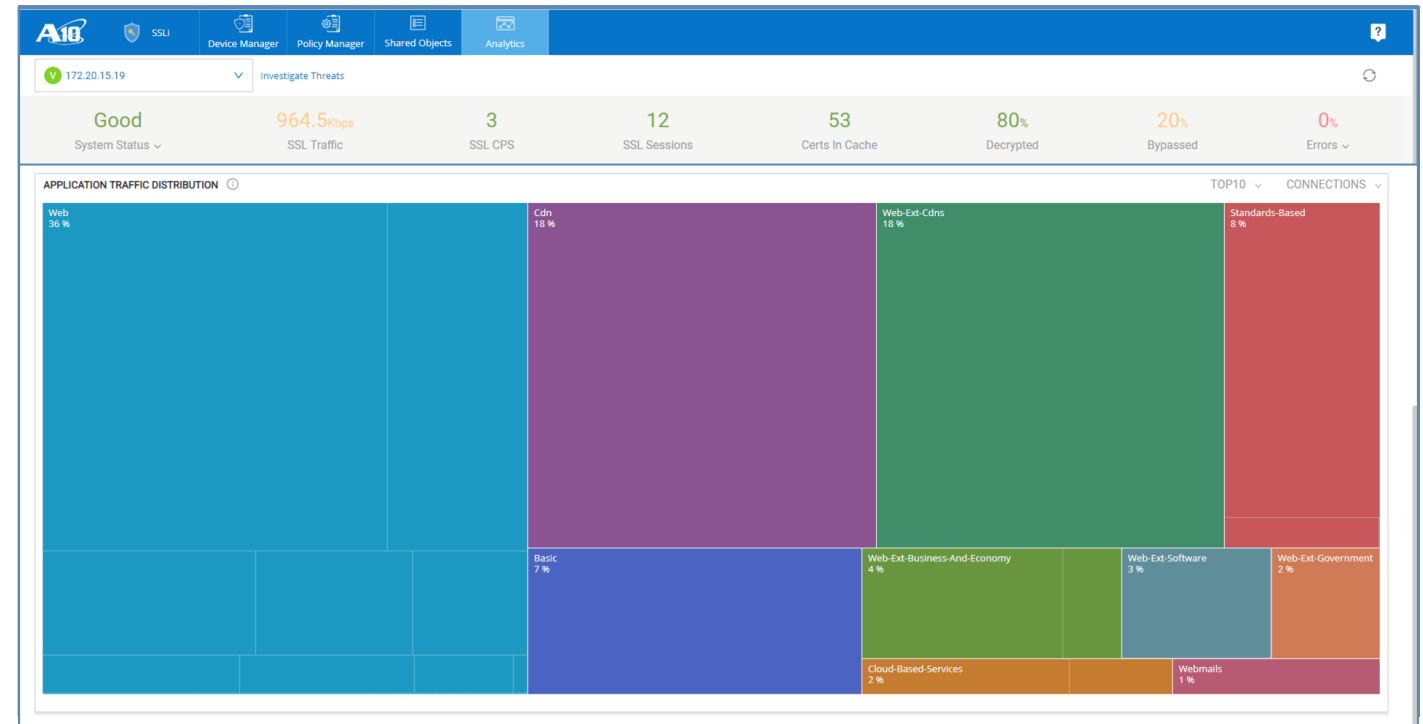 A10
SSLi
Device Manager
Policy Manager
Shared Objects
Analytics
?
V 172.20.15.19
Investigate Threats
Good
System Status
964.5Kbps
SSL Traffic
3
SSL CPS
12
SSL Sessions
53
Certs In Cache
80%
Decrypted
20%
Bypassed
0%
Errors
APPLICATION TRAFFIC DISTRIBUTION
TOP10
CONNECTIONS
Web
36 %
Cdn
18 %
Web-Ext-Cdns
18 %
Standards-Based
8 %
Basic
7 %
Web-Ext-Business-And-Economy
4 %
Web-Ext-Software
3 %
Web-Ext-Government
2 %
Cloud-Based-Services
2 %
Webmails
1 %